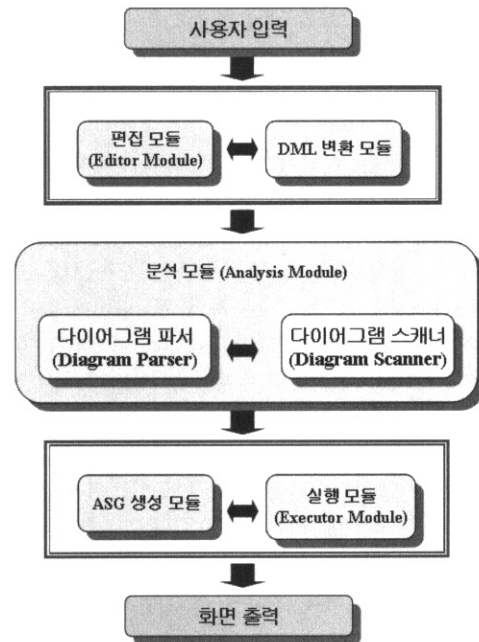 사용자 입력
편집 모듈
(Editor Module)
DML 변환 모듈
분석 모듈 (Analysis Module)
다이어그램 파서
(Diagram Parser)
다이어그램 스캐너
(Diagram Scanner)
ASG 생성 모듈
실행 모듈
(Executor Module)
화면 출력